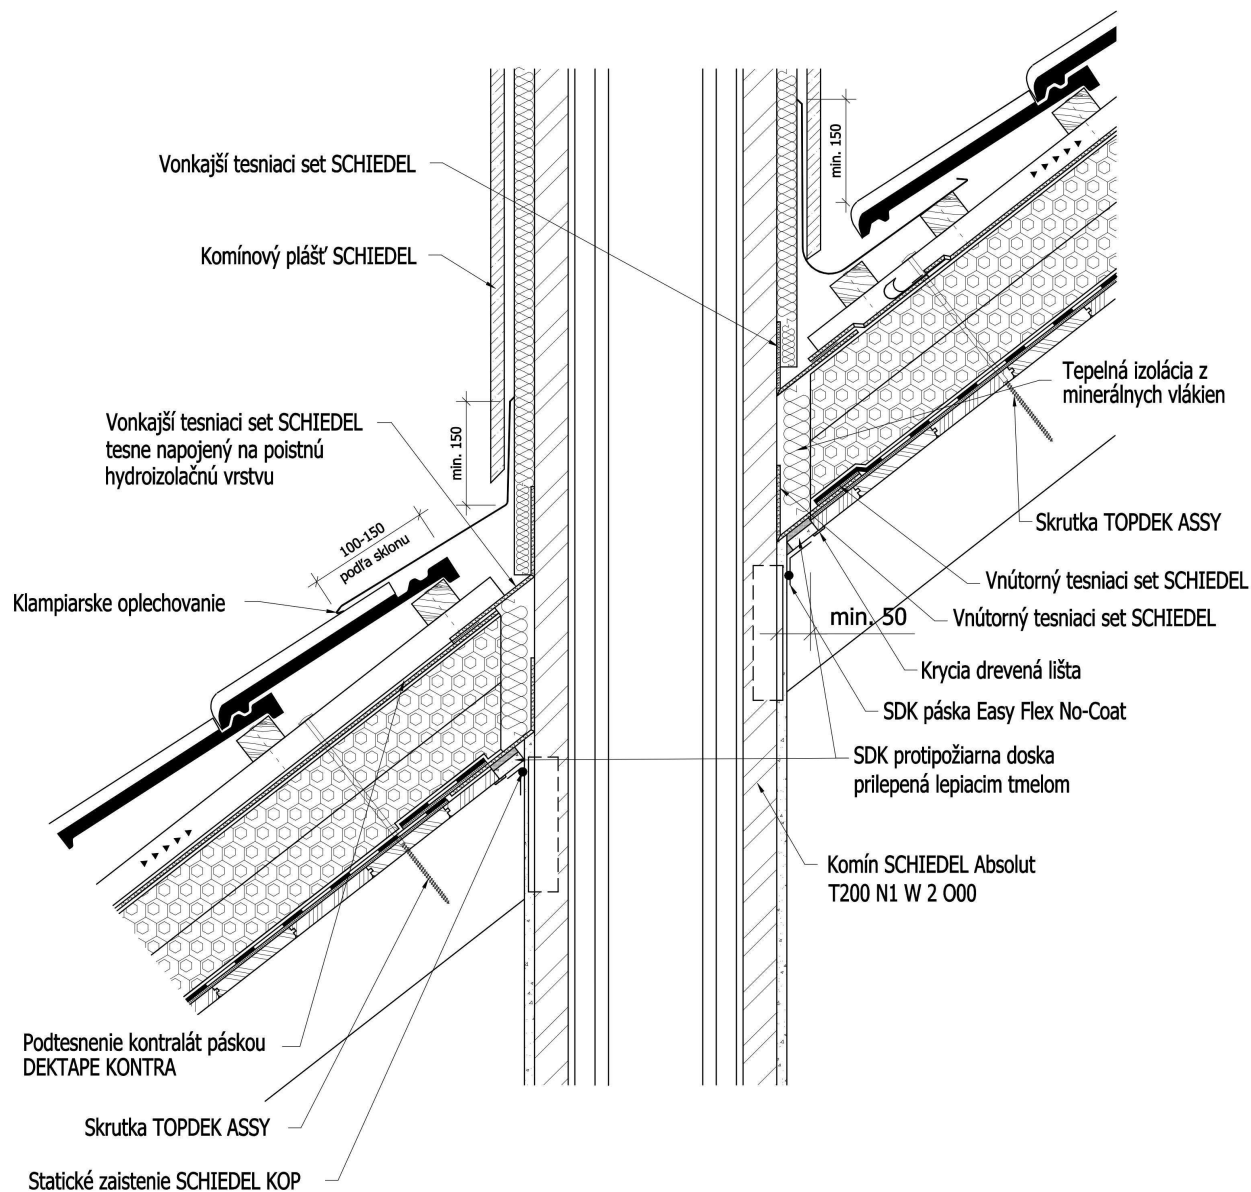 Vonkajší tesniaci set SCHIEDEL
min. 150
Komínový plášť SCHIEDEL
Tepelná izolácia z
minerálnych vlákien
Vonkajší tesniaci set SCHIEDEL
tesne napojený na poistnú
hydroizolačnú vrstvu
min. 150
100-150
podľa sklonu
Skrutka TOPDEK ASSY
Klampiarske oplechovanie
Vnútorný tesniaci set SCHIEDEL
min. 50
Vnútorný tesniaci set SCHIEDEL
Krycia drevená lišta
SDK páska Easy Flex No-Coat
SDK protipožiarna doska
prilepená lepiacim tmelom
Komín SCHIEDEL Absolut
T200 N1 W 2 O00
Podtesnenie kontralát páskou
DEKTAPE KONTRA
Skrutka TOPDEK ASSY
Statické zaistenie SCHIEDEL KOP